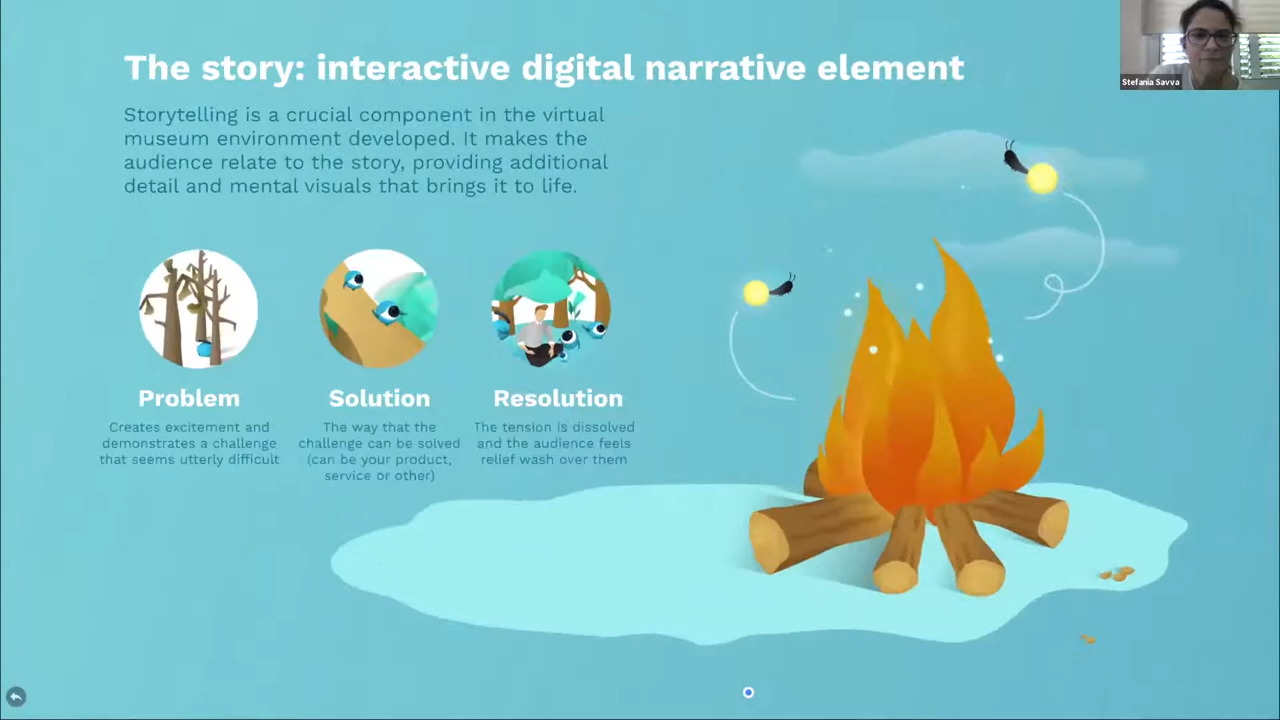 The story: interactive digital narrative element
Storytelling is a crucial component in the virtual
museum environment developed. It makes the
audience relate to the story, providing additional
detail and mental visuals that brings it to life.
Problem
Creates excitement and
demonstrates a challenge
that seems utterly difficult
Solution
The way that the
challenge can be solved
(can be your product,
service or other)
Resolution
The tension is dissolved
and the audience feels
relief wash over them
Stefania Savva